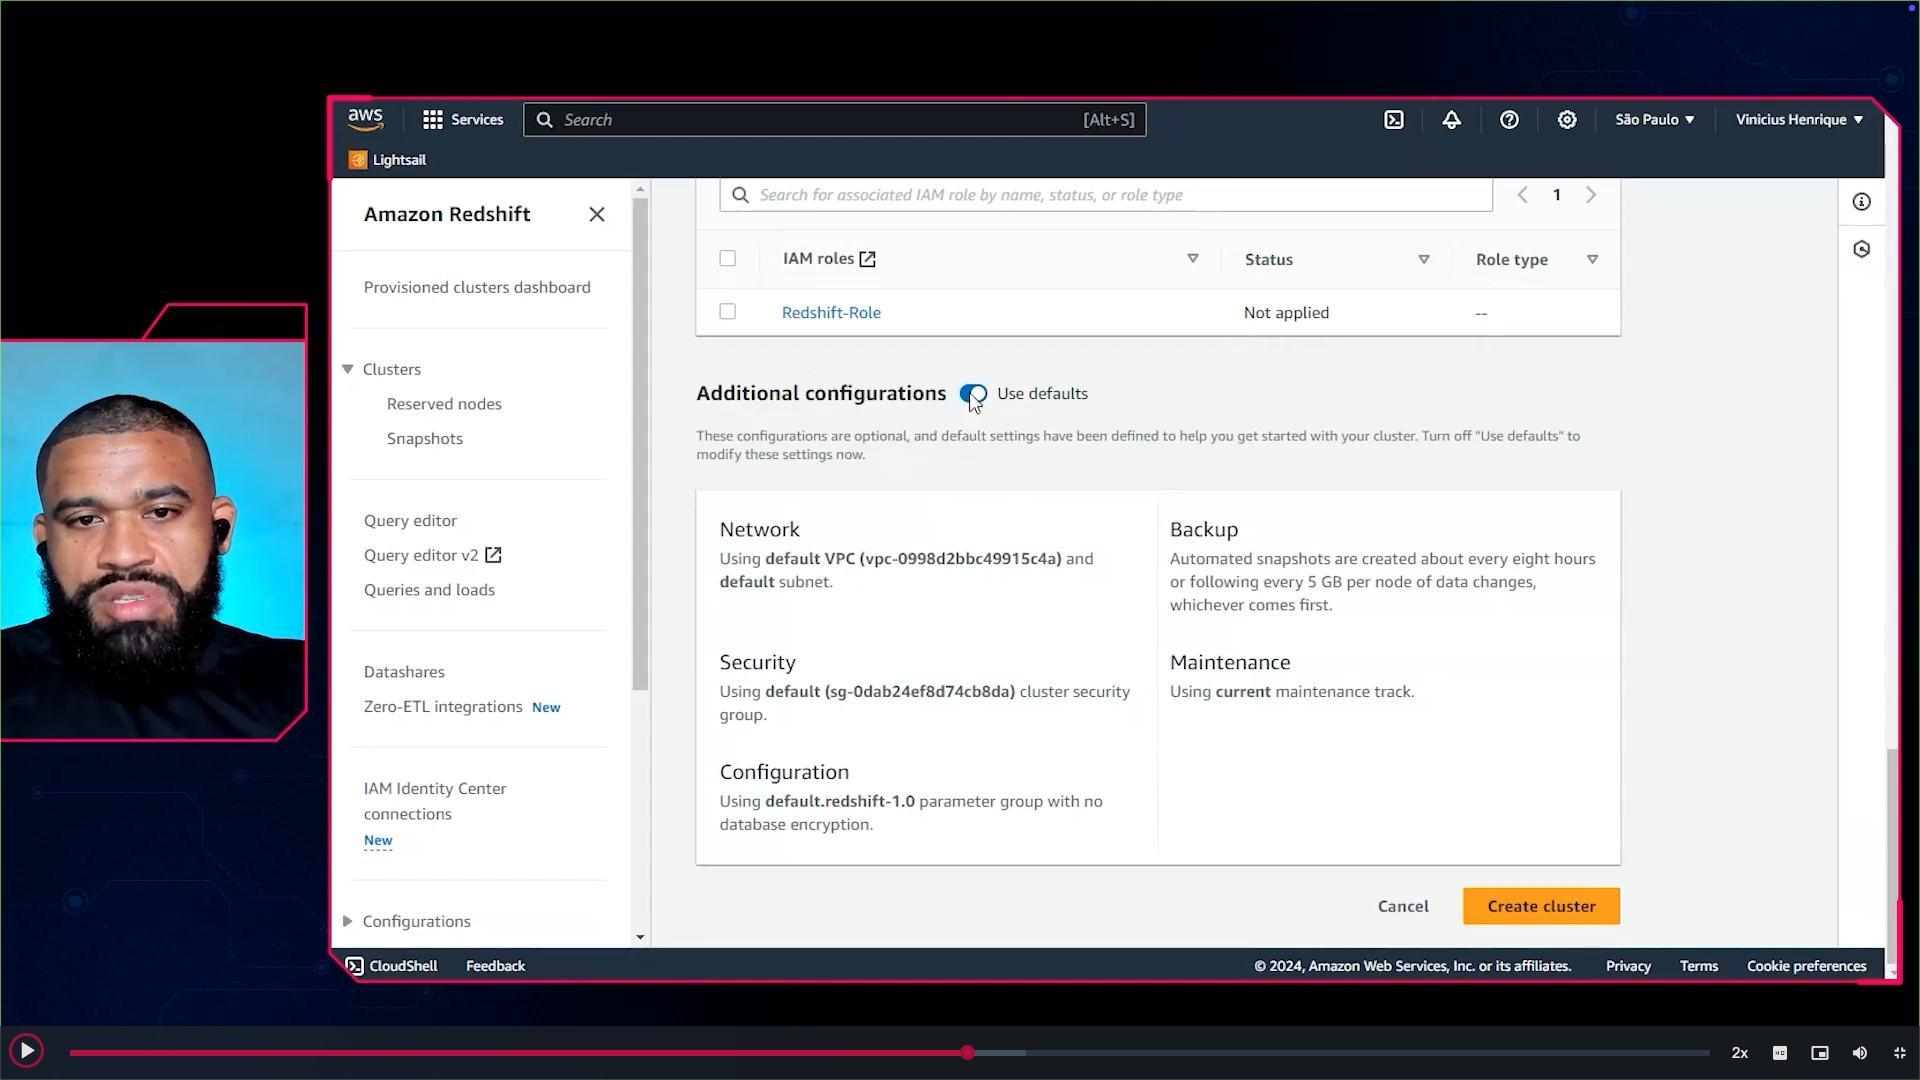 aws
Services
Search
[Alt+S]
São Paulo
Vinicius Henrique
Lightsail
Amazon Redshift
Provisioned clusters dashboard
Clusters
Reserved nodes
Snapshots
Query editor
Query editor v2
Queries and loads
Datashares
Zero-ETL integrations New
IAM Identity Center
connections
New
Configurations
Search for associated IAM role by name, status, or role type
1
IAM roles
Status
Role type
Redshift-Role
Not applied
--
Additional configurations
Use defaults
These configurations are optional, and default settings have been defined to help you get started with your cluster. Turn off "Use defaults" to
modify these settings now.
Network
Using default VPC (vpc-0998d2bbc49915c4a) and
default subnet.
Security
Using default (sg-0dab24ef8d74cb8da) cluster security
group.
Configuration
Using default.redshift-1.0 parameter group with no
database encryption.
Backup
Automated snapshots are created about every eight hours
or following every 5 GB per node of data changes,
whichever comes first.
Maintenance
Using current maintenance track.
Cancel
Create cluster
CloudShell
Feedback
© 2024, Amazon Web Services, Inc. or its affiliates.
Privacy
Terms
Cookie preferences
2x
HD